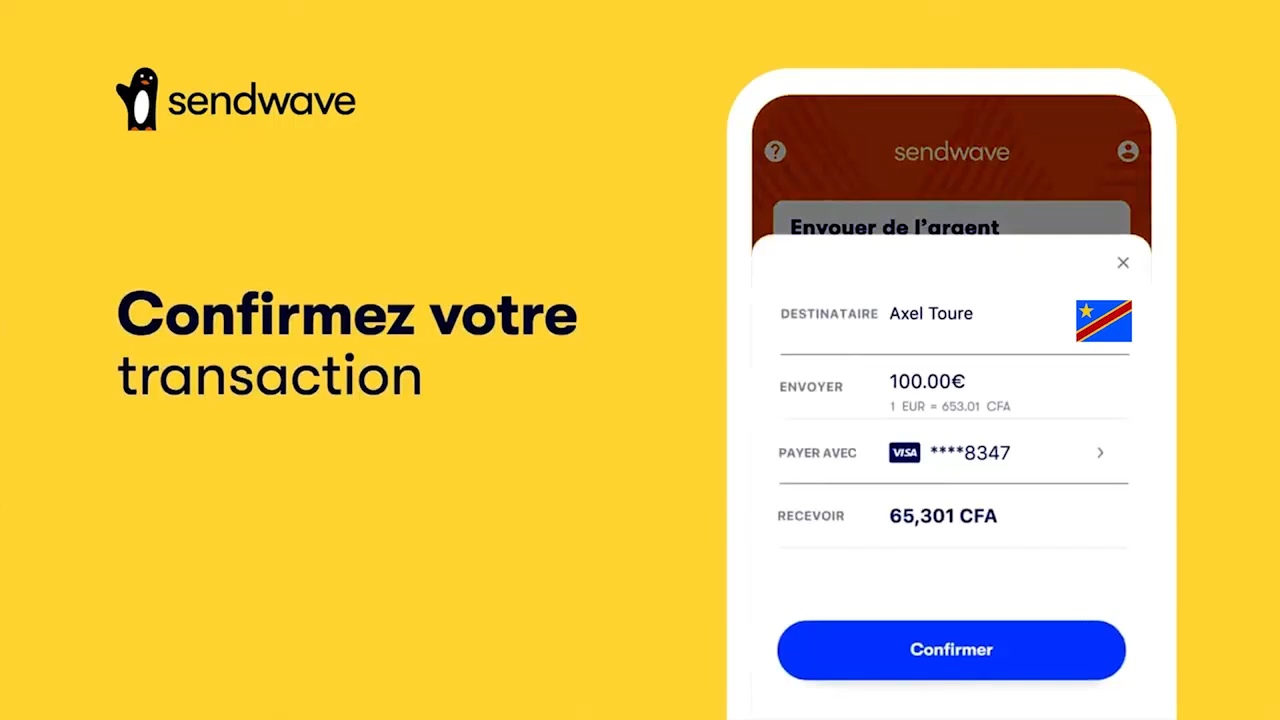 sendwave
Confirmez votre
transaction
sendwave
Envoyer de l'argent
DESTINATAIRE Axel Toure
ENVOYER 100.00€
1 EUR = 653.01 CFA
PAYER AVEC VISA ****8347
RECEVOIR 65,301 CFA
Confirmer